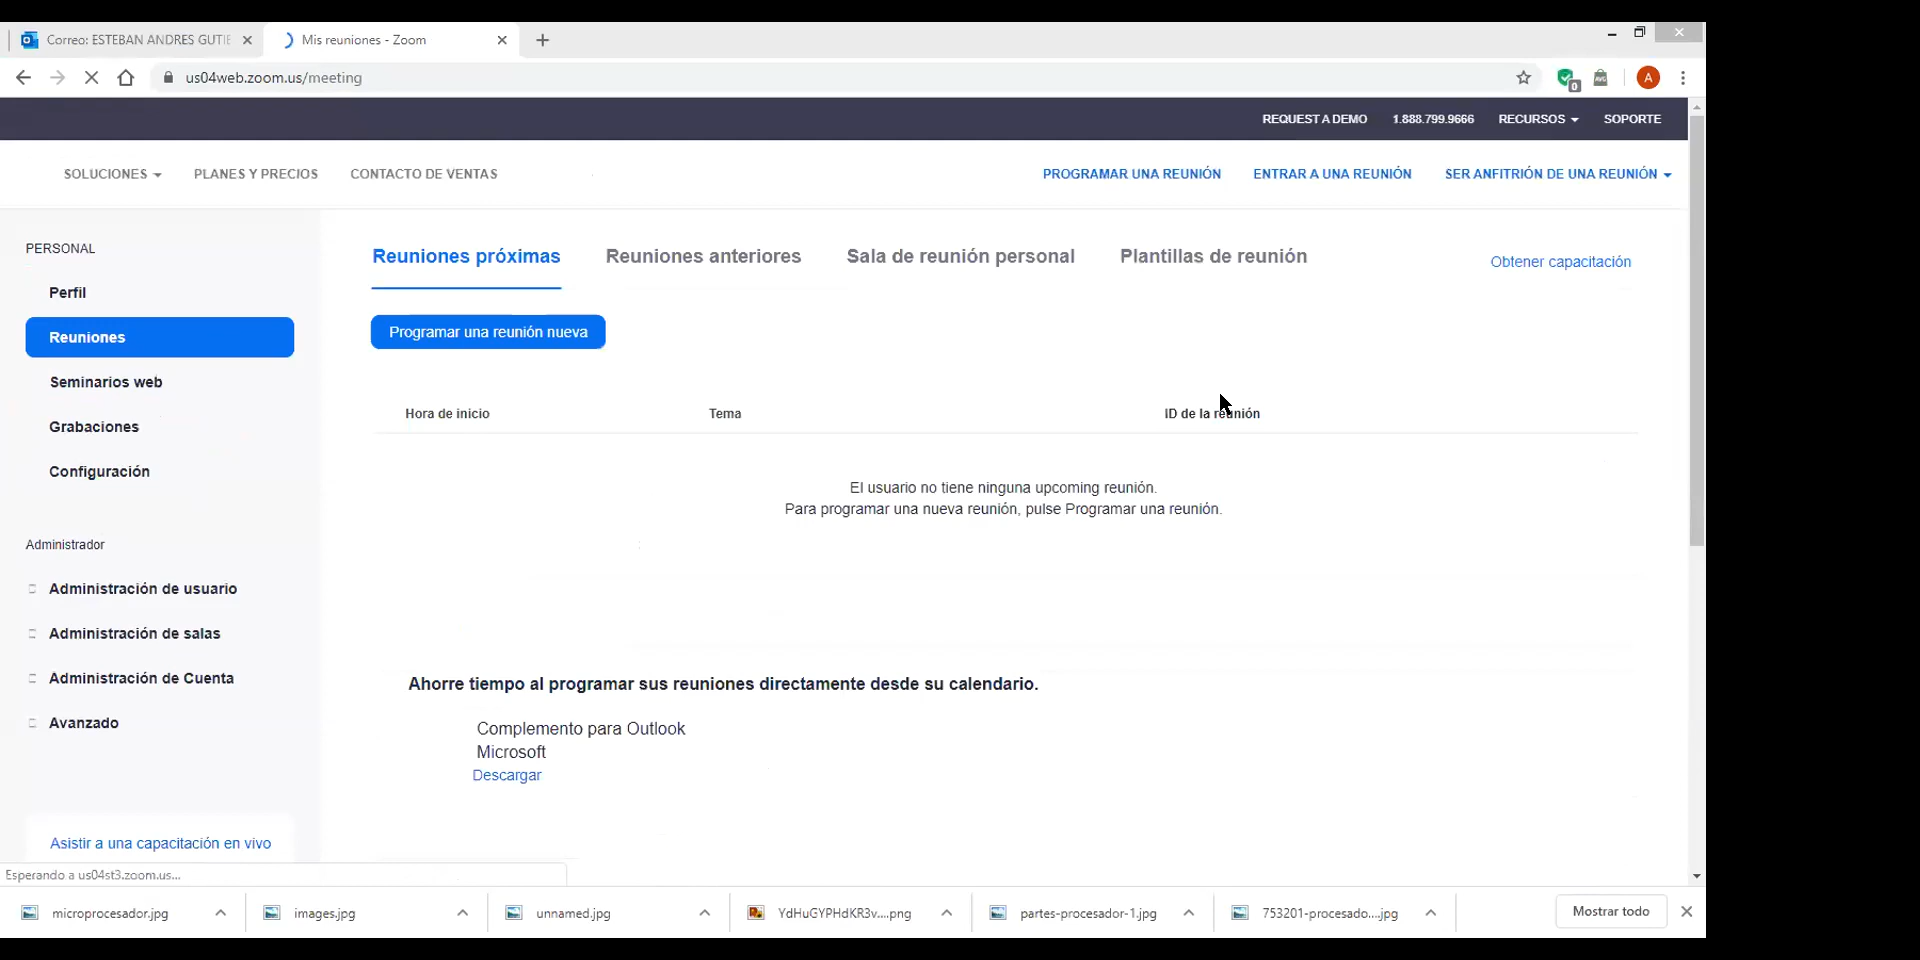 Correo: ESTEBAN ANDRES GUTIE
Mis reuniones - Zoom
us04web.zoom.us/meeting
0
A
REQUEST A DEMO
1.888.799.9666
RECURSOS
SOPORTE
SOLUCIONES
PLANES Y PRECIOS
CONTACTO DE VENTAS
PROGRAMAR UNA REUNIÓN
ENTRAR A UNA REUNIÓN
SER ANFITRIÓN DE UNA REUNIÓN
PERSONAL
Perfil
Reuniones
Seminarios web
Grabaciones
Configuración
Administrador
Administración de usuario
Administración de salas
Administración de Cuenta
Avanzado
Asistir a una capacitación en vivo
Reuniones próximas
Reuniones anteriores
Sala de reunión personal
Plantillas de reunión
Obtener capacitación
Programar una reunión nueva
Hora de inicio
Tema
ID de la reunión
El usuario no tiene ninguna upcoming reunión.
Para programar una nueva reunión, pulse Programar una reunión.
Ahorre tiempo al programar sus reuniones directamente desde su calendario.
Complemento para Outlook
Microsoft
Descargar
Esperando a us04st3.zoom.us...
microprocesador.jpg
images.jpg
unnamed.jpg
YdHuGYPHdKR3v....png
partes-procesador-1.jpg
753201-procesado....jpg
Mostrar todo